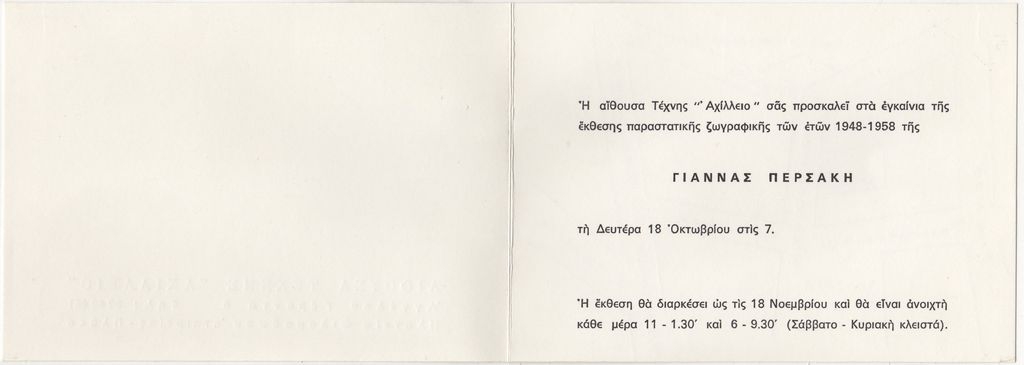 Ἡ αἴθουσα Τέχνης "Ἀχίλλειο" σᾶς προσκαλεῖ στὰ ἐγκαίνια τῆς
ἔκθεσης παραστατικῆς ζωγραφικῆς τῶν ἐτῶν 1948-1958 τῆς
ΓΙΑΝΝΑΣ ΠΕΡΣΑΚΗ
τὴ Δευτέρα 18 Ὀκτωβρίου στὶς 7.
Ἡ ἔκθεση θὰ διαρκέσει ὡς τὶς 18 Νοεμβρίου καὶ θὰ εἶναι ἀνοιχτὴ
κάθε μέρα 11 - 1.30' καὶ 6 - 9.30' (Σάββατο - Κυριακὴ κλειστά).